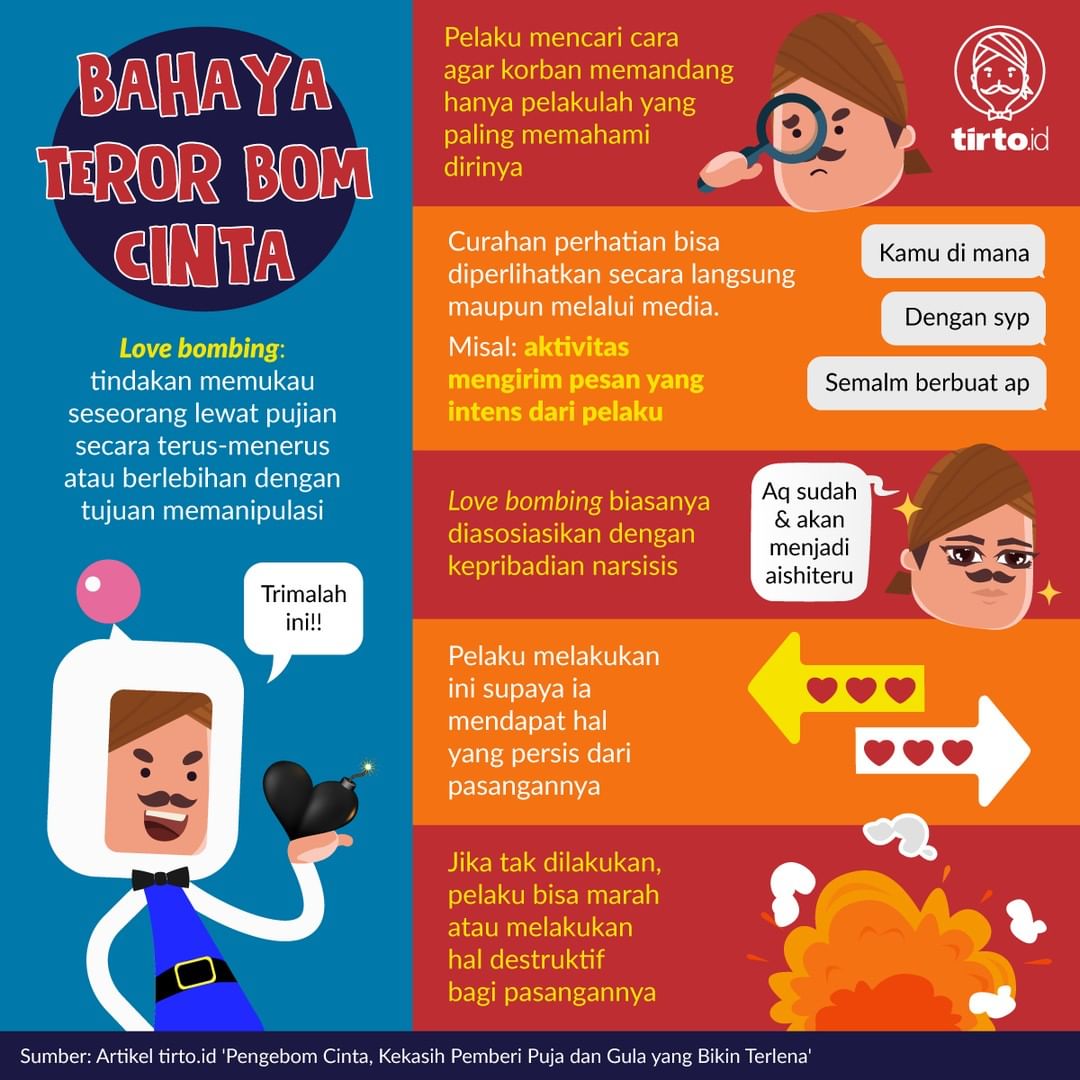 BAHAYA
TEROR BOM
CINTA
Love bombing:
tindakan memukau
seseorang lewat pujian
secara terus-menerus
atau berlebihan dengan
tujuan memanipulasi
Trimalah
ini!!
Pelaku mencari cara
agar korban memandang
hanya pelakulah yang
paling memahami
dirinya
tirto.id
Curahan perhatian bisa
diperlihatkan secara langsung
maupun melalui media.
Misal: aktivitas
mengirim pesan yang
intens dari pelaku
Kamu di mana
Dengan syp
Semalm berbuat ap
Love bombing biasanya
diasosiasikan dengan
kepribadian narsisis
Aq sudah
& akan
menjadi
aishiteru
Pelaku melakukan
ini supaya ia
mendapat hal
yang persis dari
pasangannya
Jika tak dilakukan,
pelaku bisa marah
atau melakukan
hal destruktif
bagi pasangannya
Sumber: Artikel tirto.id 'Pengebom Cinta, Kekasih Pemberi Puja dan Gula yang Bikin Terlena'